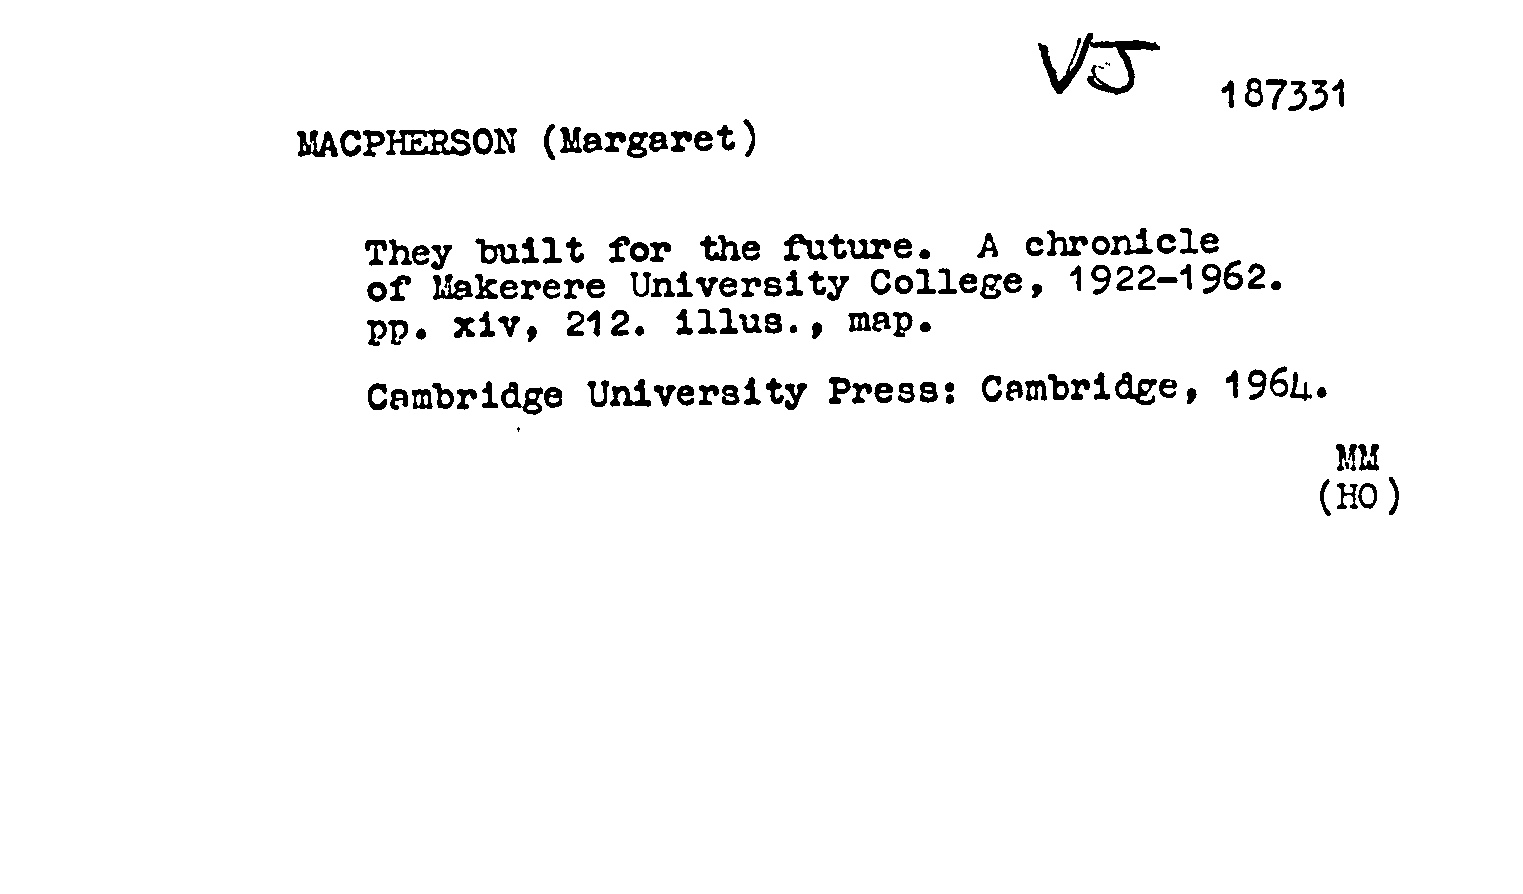 VJ
187331
MACPHERSON (Margaret)
They built for the future. A chronicle
of Makerere University College, 1922-1962.
pp. xiv, 212. illus., map.
Cambridge University Press: Cambridge, 1964.
MM
(HO)